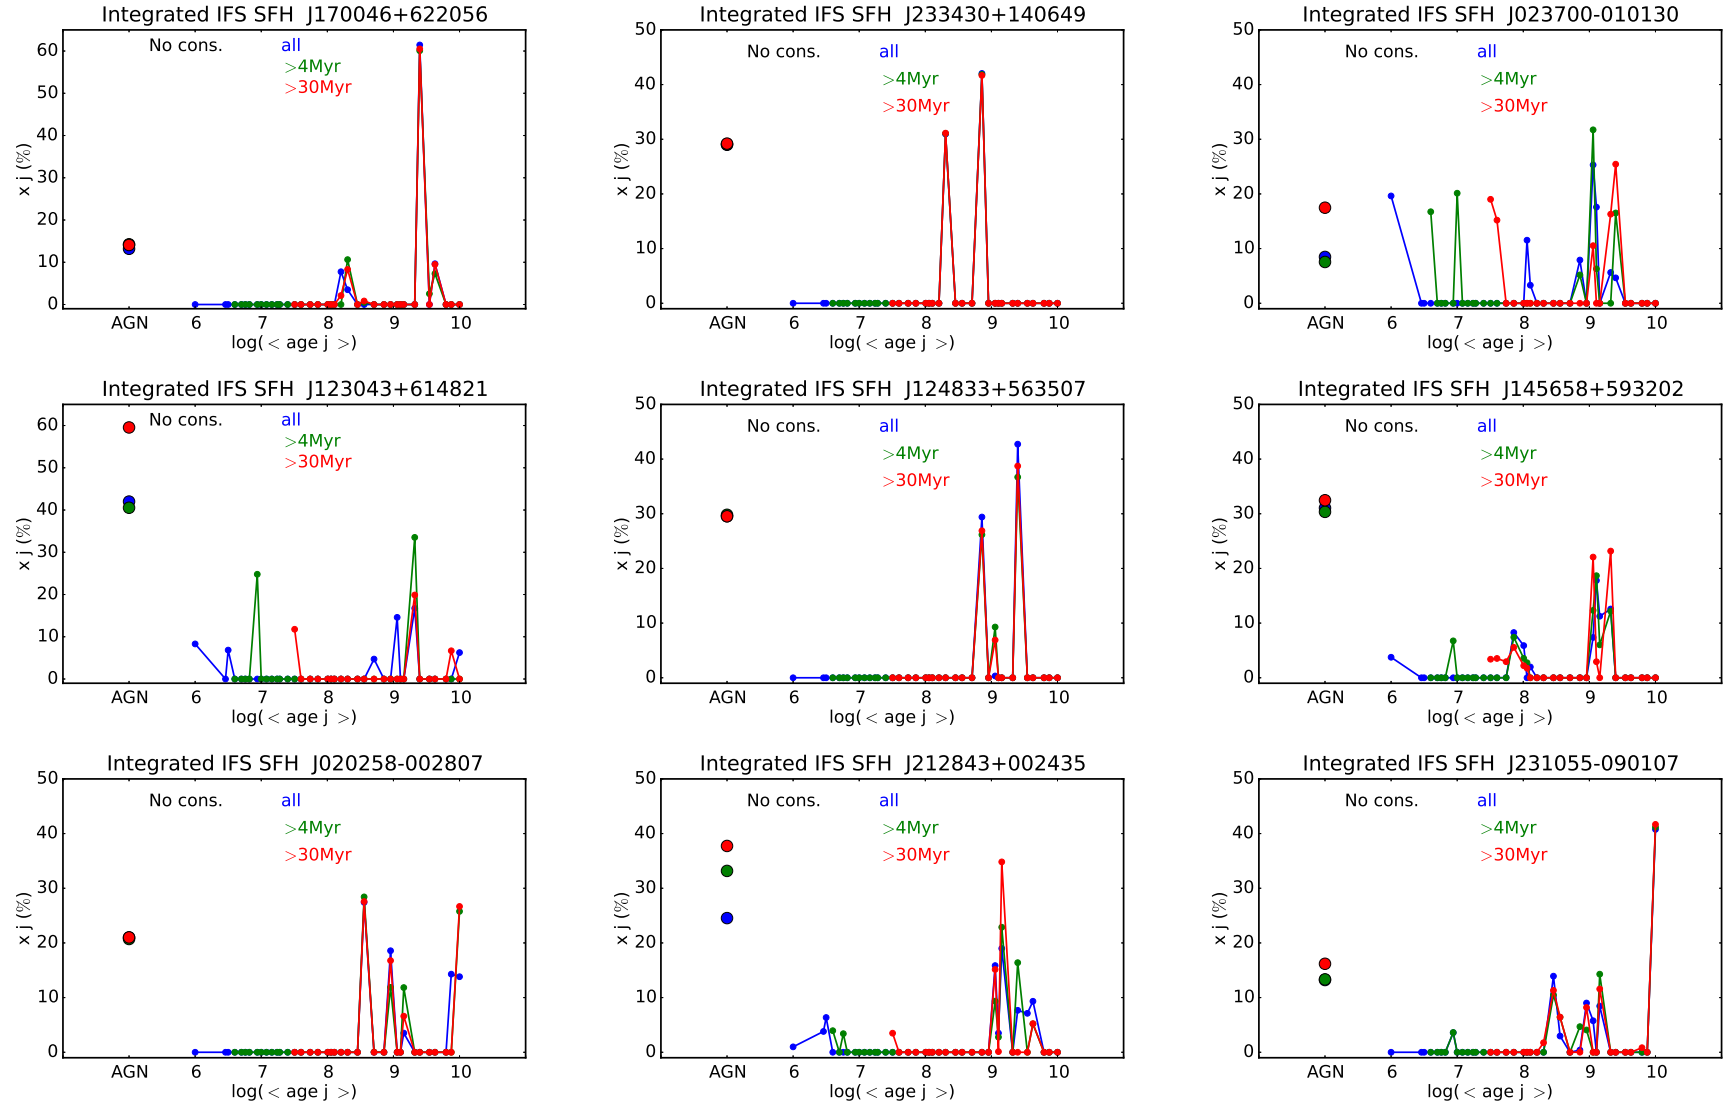 Integrated IFS SFH J170046+622056
No cons. all
>4Myr
>30Myr
x j (%)
60
50
40
30
20
10
0
AGN 6 7 8 9 10
log(< age j >)
Integrated IFS SFH J233430+140649
No cons. all
>4Myr
>30Myr
x j (%)
50
40
30
20
10
0
AGN 6 7 8 9 10
log(< age j >)
Integrated IFS SFH J023700-010130
No cons. all
>4Myr
>30Myr
x j (%)
50
40
30
20
10
0
AGN 6 7 8 9 10
log(< age j >)
Integrated IFS SFH J123043+614821
No cons. all
>4Myr
>30Myr
x j (%)
60
50
40
30
20
10
0
AGN 6 7 8 9 10
log(< age j >)
Integrated IFS SFH J124833+563507
No cons. all
>4Myr
>30Myr
x j (%)
50
40
30
20
10
0
AGN 6 7 8 9 10
log(< age j >)
Integrated IFS SFH J145658+593202
No cons. all
>4Myr
>30Myr
x j (%)
50
40
30
20
10
0
AGN 6 7 8 9 10
log(< age j >)
Integrated IFS SFH J020258-002807
No cons. all
>4Myr
>30Myr
x j (%)
50
40
30
20
10
0
AGN 6 7 8 9 10
log(< age j >)
Integrated IFS SFH J212843+002435
No cons. all
>4Myr
>30Myr
x j (%)
50
40
30
20
10
0
AGN 6 7 8 9 10
log(< age j >)
Integrated IFS SFH J231055-090107
No cons. all
>4Myr
>30Myr
x j (%)
50
40
30
20
10
0
AGN 6 7 8 9 10
log(< age j >)